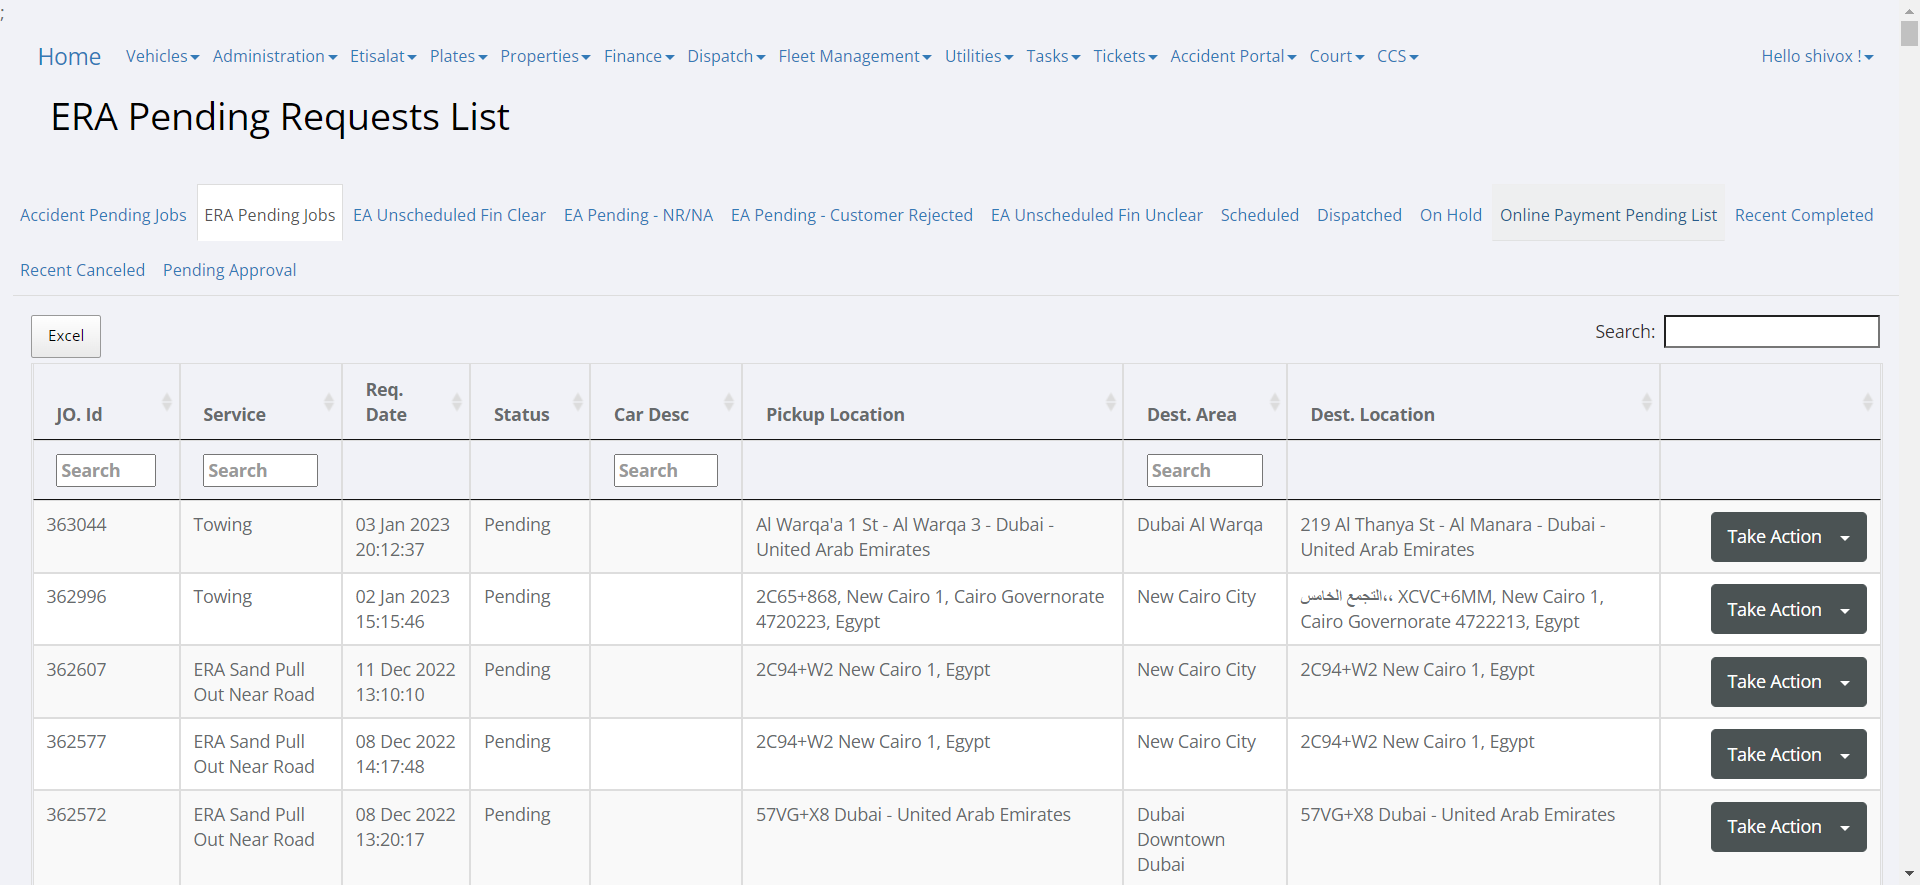 ;
Home Vehicles Administration Etisalat Plates Properties Finance Dispatch Fleet Management Utilities Tasks Tickets Accident Portal Court CCS Hello shivox !
ERA Pending Requests List
Accident Pending Jobs ERA Pending Jobs EA Unscheduled Fin Clear EA Pending - NR/NA EA Pending - Customer Rejected EA Unscheduled Fin Unclear Scheduled Dispatched On Hold Online Payment Pending List Recent Completed
Recent Canceled Pending Approval
Excel Search:
JO. Id Service Req. Date Status Car Desc Pickup Location Dest. Area Dest. Location
Search Search Search Search
363044 Towing 03 Jan 2023 Pending Al Warqa'a 1 St - Al Warqa 3 - Dubai - Dubai Al Warqa 219 Al Thanya St - Al Manara - Dubai - Take Action
20:12:37 United Arab Emirates United Arab Emirates
362996 Towing 02 Jan 2023 Pending 2C65+868, New Cairo 1, Cairo Governorate New Cairo City التجمع الخامس،، XCVC+6MM, New Cairo 1, Take Action
15:15:46 4720223, Egypt Cairo Governorate 4722213, Egypt
362607 ERA Sand Pull 11 Dec 2022 Pending 2C94+W2 New Cairo 1, Egypt New Cairo City 2C94+W2 New Cairo 1, Egypt Take Action
Out Near Road 13:10:10
362577 ERA Sand Pull 08 Dec 2022 Pending 2C94+W2 New Cairo 1, Egypt New Cairo City 2C94+W2 New Cairo 1, Egypt Take Action
Out Near Road 14:17:48
362572 ERA Sand Pull 08 Dec 2022 Pending 57VG+X8 Dubai - United Arab Emirates Dubai 57VG+X8 Dubai - United Arab Emirates Take Action
Out Near Road 13:20:17 Downtown
Dubai